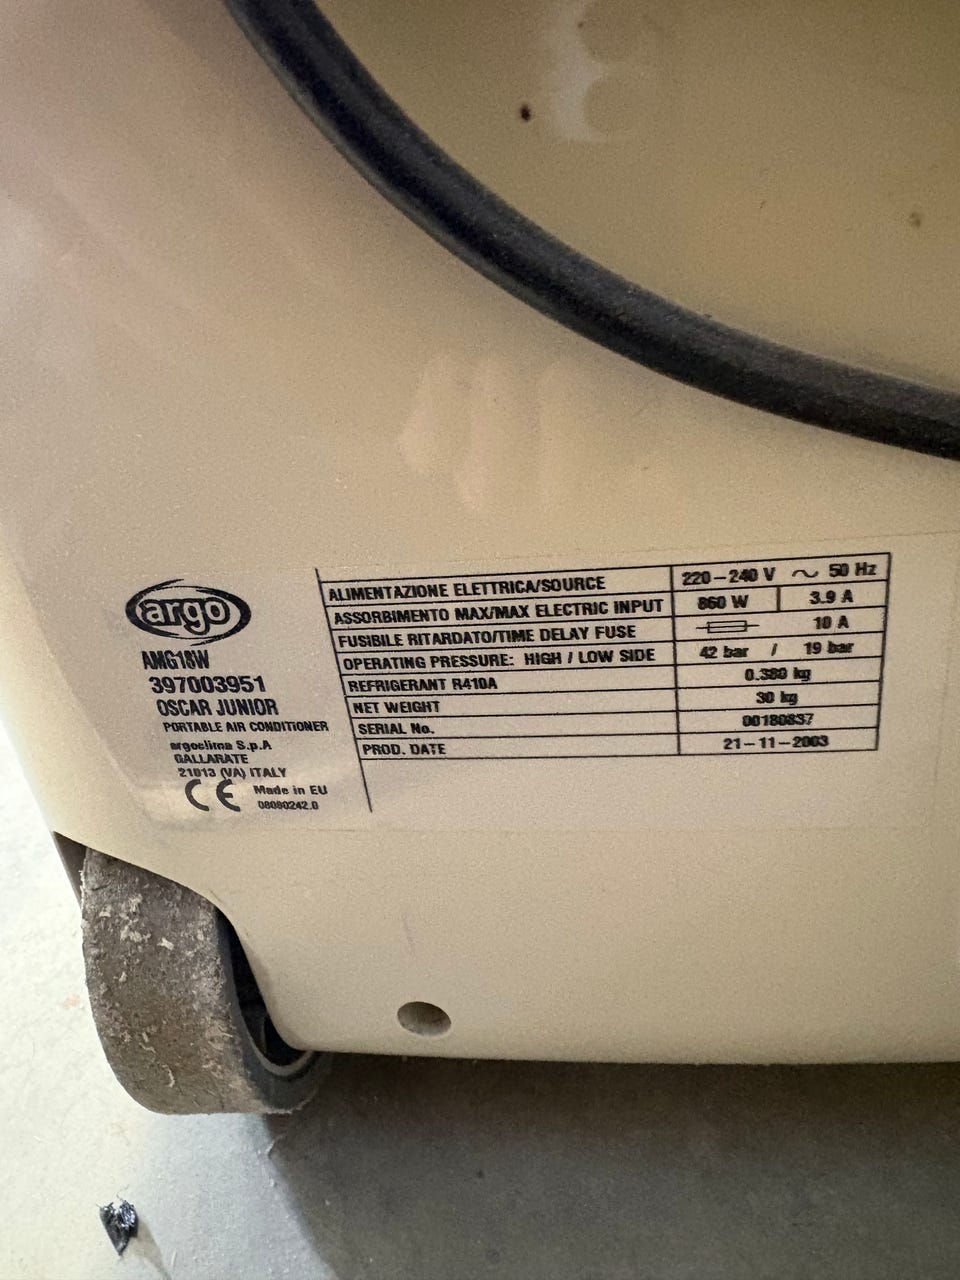 argo
AMG18W
397003951
OSCAR JUNIOR
PORTABLE AIR CONDITIONER
argoclima S.p.A
GALLARATE
21013 (VA) ITALY
CE Made in EU
08080242.0
ALIMENTAZIONE ELETTRICA/SOURCE 220-240 V ~ 50 Hz
ASSORBIMENTO MAX/MAX ELECTRIC INPUT 860 W 3.9 A
FUSIBILE RITARDATO/TIME DELAY FUSE 10 A
OPERATING PRESSURE: HIGH / LOW SIDE 42 bar / 19 bar
REFRIGERANT R410A 0.380 kg
NET WEIGHT 30 kg
SERIAL No. 00180837
PROD. DATE 21-11-2003